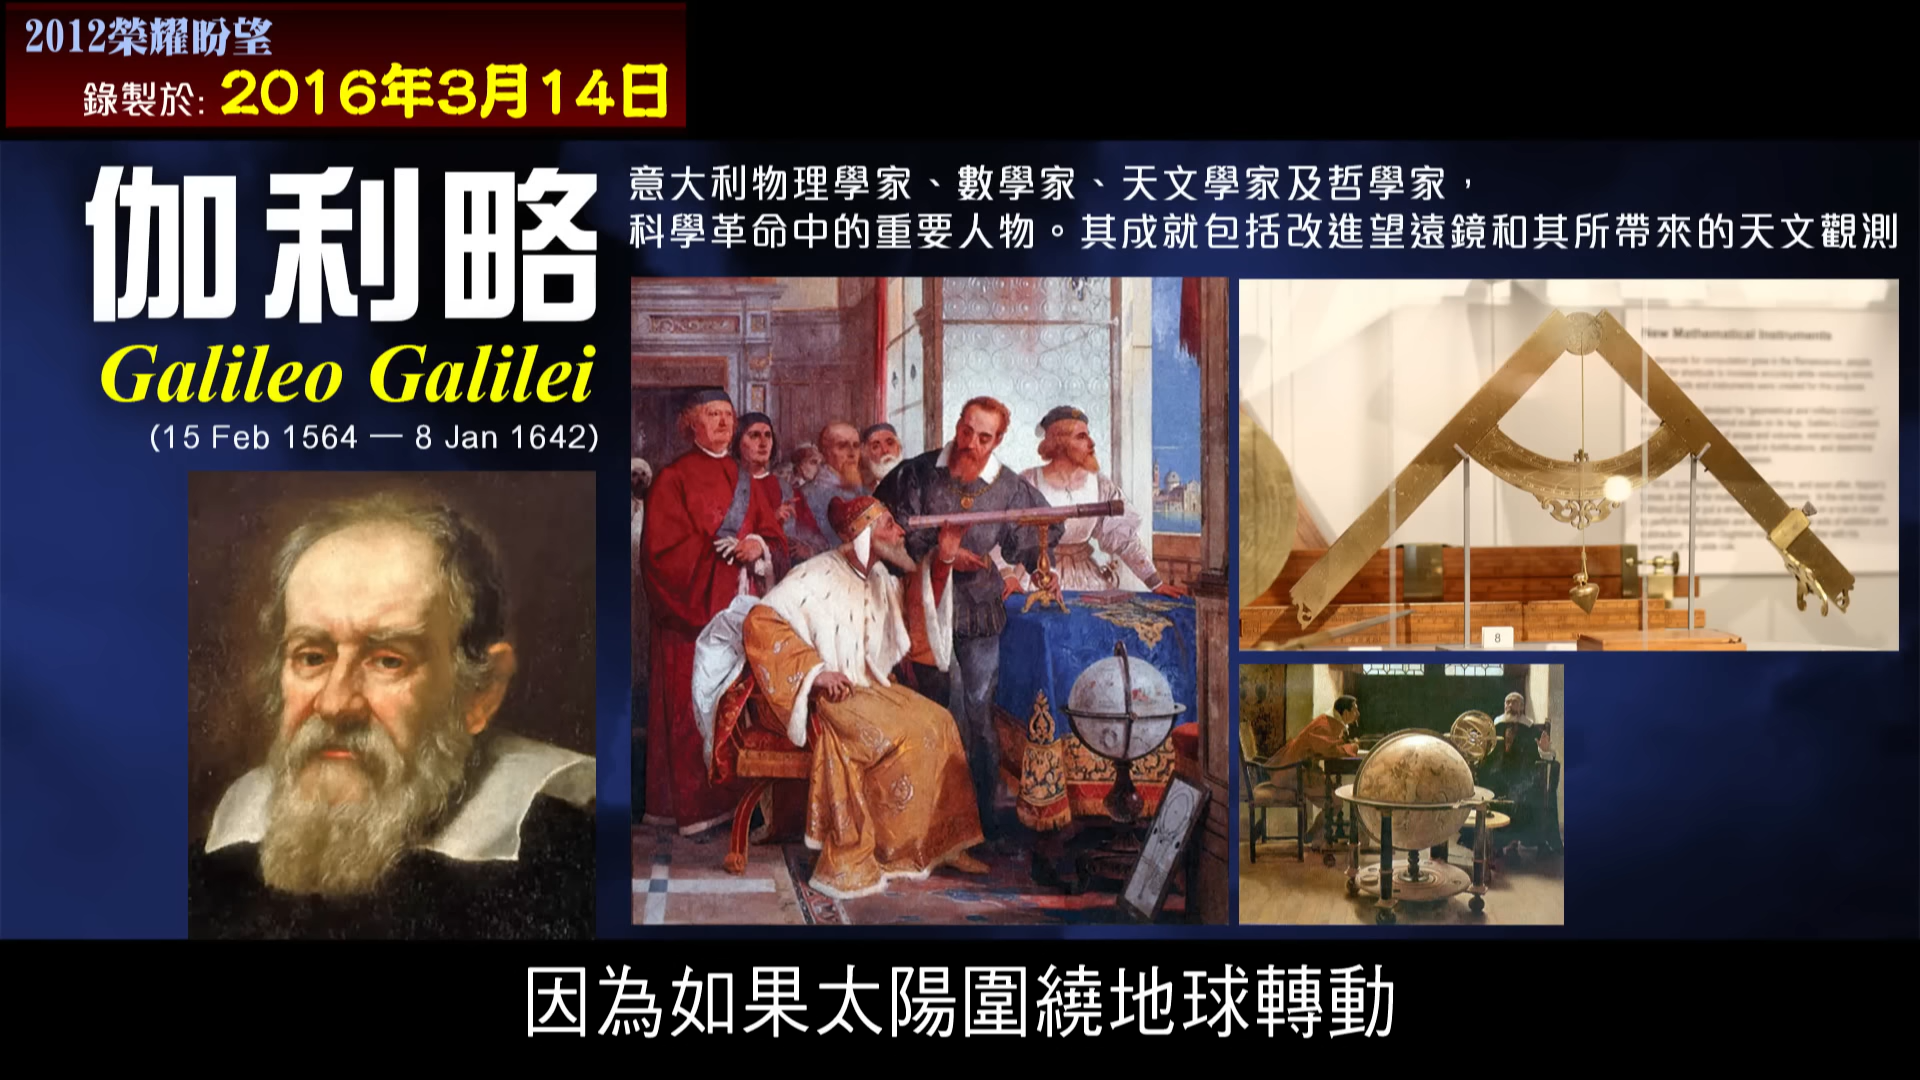 2012榮耀盼望
錄製於: 2016年3月14日
伽利略
Galileo Galilei
(15 Feb 1564 — 8 Jan 1642)
意大利物理學家、數學家、天文學家及哲學家，
科學革命中的重要人物。其成就包括改進望遠鏡和其所帶來的天文觀測
New Mathematical Instruments
8
因為如果太陽圍繞地球轉動